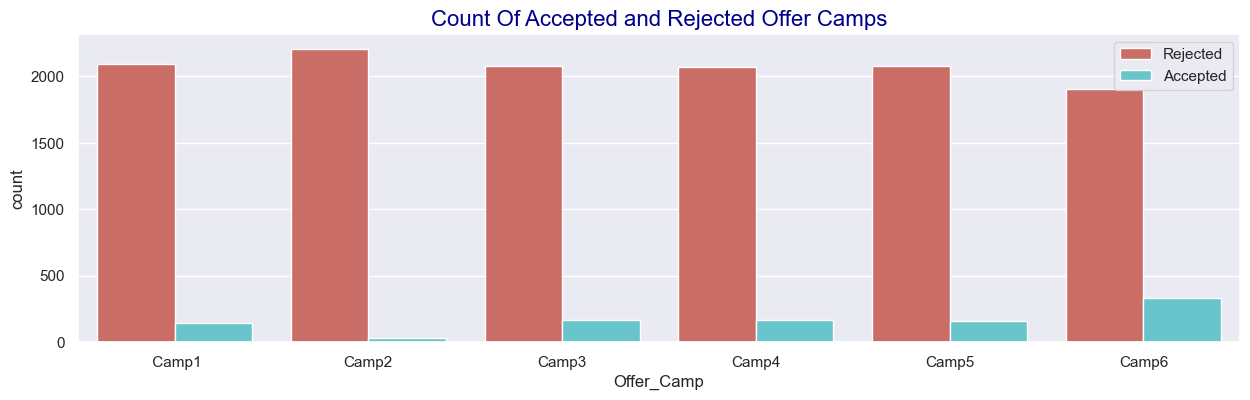 Count Of Accepted and Rejected Offer Camps
Rejected
Accepted
2000
1500
1000
500
0
count
Camp1 Camp2 Camp3 Camp4 Camp5 Camp6
Offer_Camp